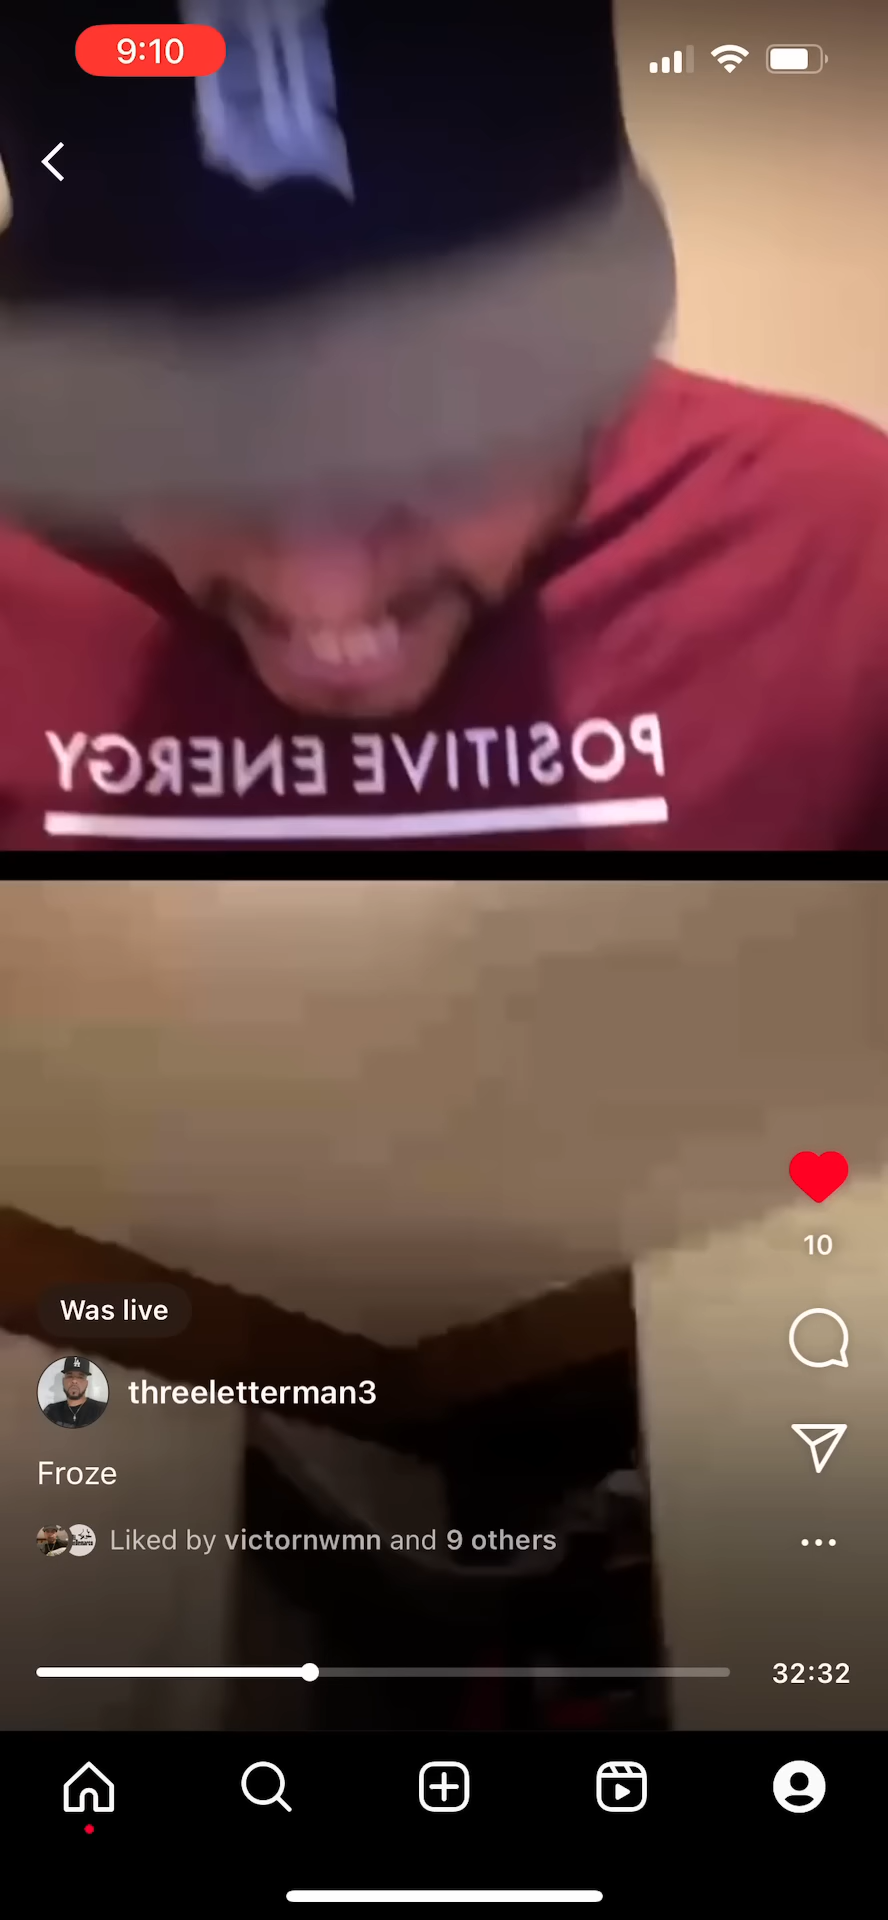 9:10
POSITIVE ENERGY
10
Was live
threeletterman3
Froze
Liked by victornwmn and 9 others
32:32